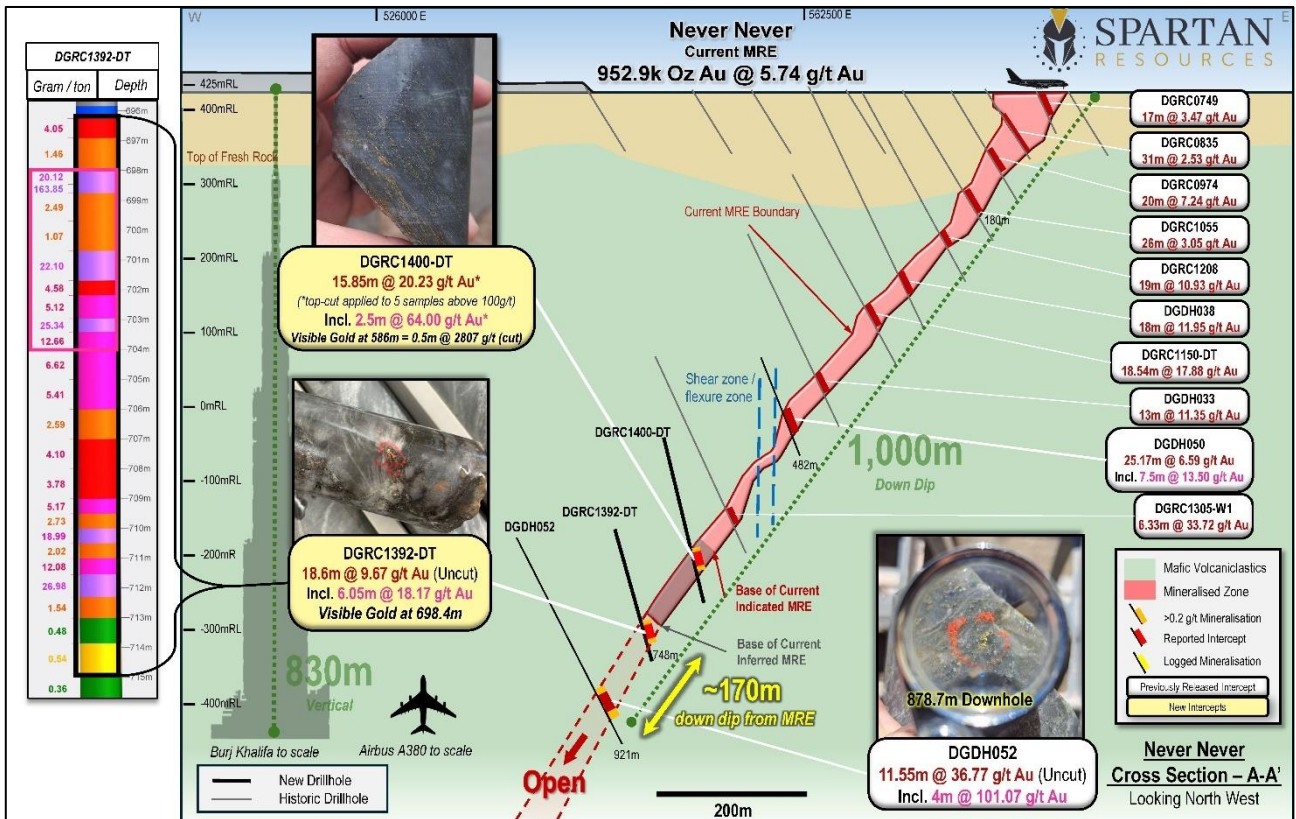 W
526000 E
562500 E
E
Never Never
Current MRE
952.9k Oz Au @ 5.74 g/t Au
SPARTAN
RESOURCES
DGRC1392-DT
Gram / ton
Depth
4.05
1.46
20.12
163.85
2.49
1.07
22.10
4.58
5.12
25.34
12.66
6.62
5.41
2.59
4.10
3.78
5.17
2.73
18.99
2.02
12.08
26.98
1.54
0.48
0.54
0.36
696m
697m
698m
699m
700m
701m
702m
703m
704m
705m
706m
707m
708m
709m
710m
711m
712m
713m
714m
715m
425mRL
400mRL
Top of Fresh Rock
300mRL
200mRL
100mRL
0mRL
-100mRL
-200mR
-300mRL
-400mRL
830m
Vertical
Burj Khalifa to scale
Airbus A380 to scale
DGRC1400-DT
15.85m @ 20.23 g/t Au*
(*top-cut applied to 5 samples above 100g/t)
Incl. 2.5m @ 64.00 g/t Au*
Visible Gold at 586m = 0.5m @ 2807 g/t (cut)
DGRC1392-DT
18.6m @ 9.67 g/t Au (Uncut)
Incl. 6.05m @ 18.17 g/t Au
Visible Gold at 698.4m
Current MRE Boundary
180m
Shear zone /
flexure zone
482m
1,000m
Down Dip
DGRC1400-DT
DGRC1392-DT
DGDH052
Base of Current
Indicated MRE
Base of Current
Inferred MRE
748m
~170m
down dip from MRE
921m
Open
200m
New Drillhole
Historic Drillhole
DGRC0749
17m @ 3.47 g/t Au
DGRC0835
31m @ 2.53 g/t Au
DGRC0974
20m @ 7.24 g/t Au
DGRC1055
26m @ 3.05 g/t Au
DGRC1208
19m @ 10.93 g/t Au
DGDH038
18m @ 11.95 g/t Au
DGRC1150-DT
18.54m @ 17.88 g/t Au
DGDH033
13m @ 11.35 g/t Au
DGDH050
25.17m @ 6.59 g/t Au
Incl. 7.5m @ 13.50 g/t Au
DGRC1305-W1
6.33m @ 33.72 g/t Au
878.7m Downhole
DGDH052
11.55m @ 36.77 g/t Au (Uncut)
Incl. 4m @ 101.07 g/t Au
Mafic Volcaniclastics
Mineralised Zone
>0.2 g/t Mineralisation
Reported Intercept
Logged Mineralisation
Previously Released Intercept
New Intercepts
Never Never
Cross Section – A-A'
Looking North West